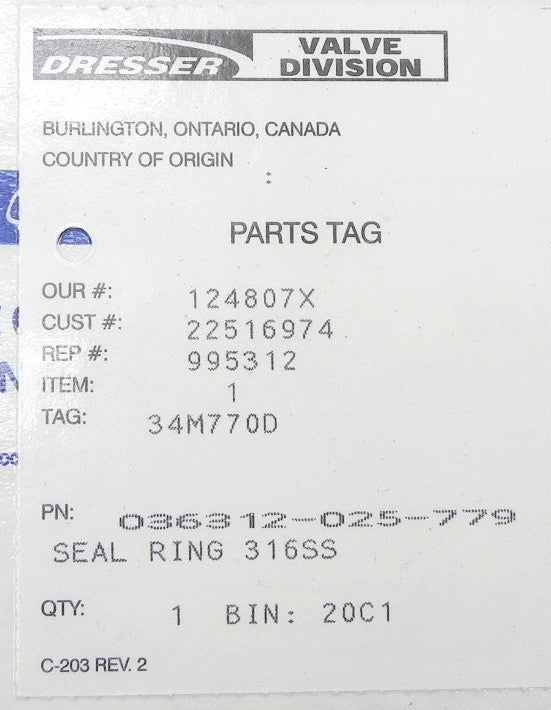 DRESSER VALVE DIVISION
BURLINGTON, ONTARIO, CANADA
COUNTRY OF ORIGIN
:
PARTS TAG
OUR #: 124807X
CUST #: 22516974
REP #: 995312
ITEM: 1
TAG: 34M770D
PN: 036312-025-779
SEAL RING 316SS
QTY: 1 BIN: 20C1
C-203 REV. 2